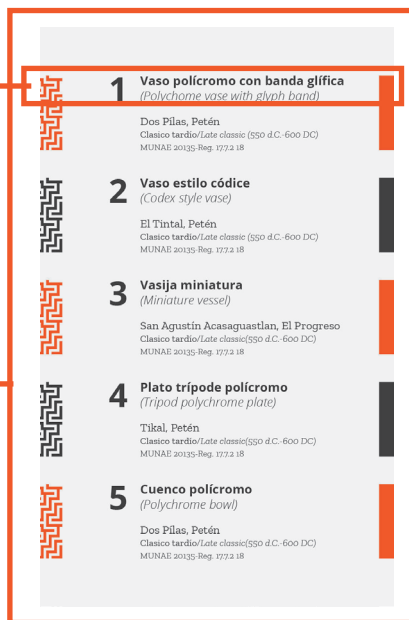 1
Vaso polícromo con banda glífica
(Polychome vase with glyph band)
Dos Pilas, Petén
Clasico tardío/Late classic (550 d.C.-600 DC)
MUNAE 20135-Reg. 17.7.2 18
2
Vaso estilo códice
(Codex style vase)
El Tintal, Petén
Clasico tardío/Late classic (550 d.C.-600 DC)
MUNAE 20135-Reg. 17.7.2 18
3
Vasija miniatura
(Miniature vessel)
San Agustín Acasaguastlan, El Progreso
Clasico tardío/Late classic(550 d.C.-600 DC)
MUNAE 20135-Reg. 17.7.2 18
4
Plato trípode polícromo
(Tripod polychrome plate)
Tikal, Petén
Clasico tardío/Late classic(550 d.C.-600 DC)
MUNAE 20135-Reg. 17.7.2 18
5
Cuenco polícromo
(Polychrome bowl)
Dos Pilas, Petén
Clasico tardío/Late classic(550 d.C.-600 DC)
MUNAE 20135-Reg. 17.7.2 18